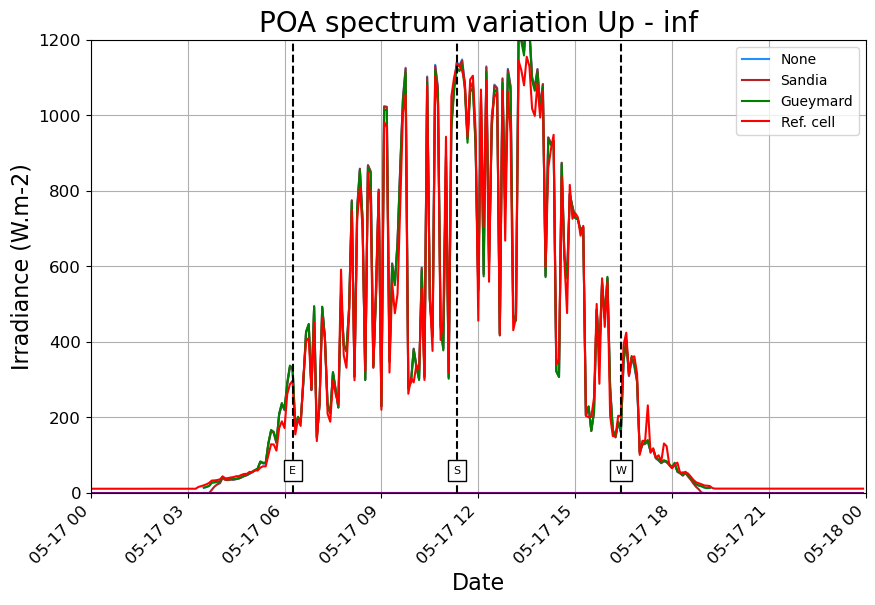 POA spectrum variation Up - inf
Irradiance (W.m-2)
1200
1000
800
600
400
200
0
None
Sandia
Gueymard
Ref. cell
E
S
W
05-17 00
05-17 03
05-17 06
05-17 09
05-17 12
05-17 15
05-17 18
05-17 21
05-18 00
Date